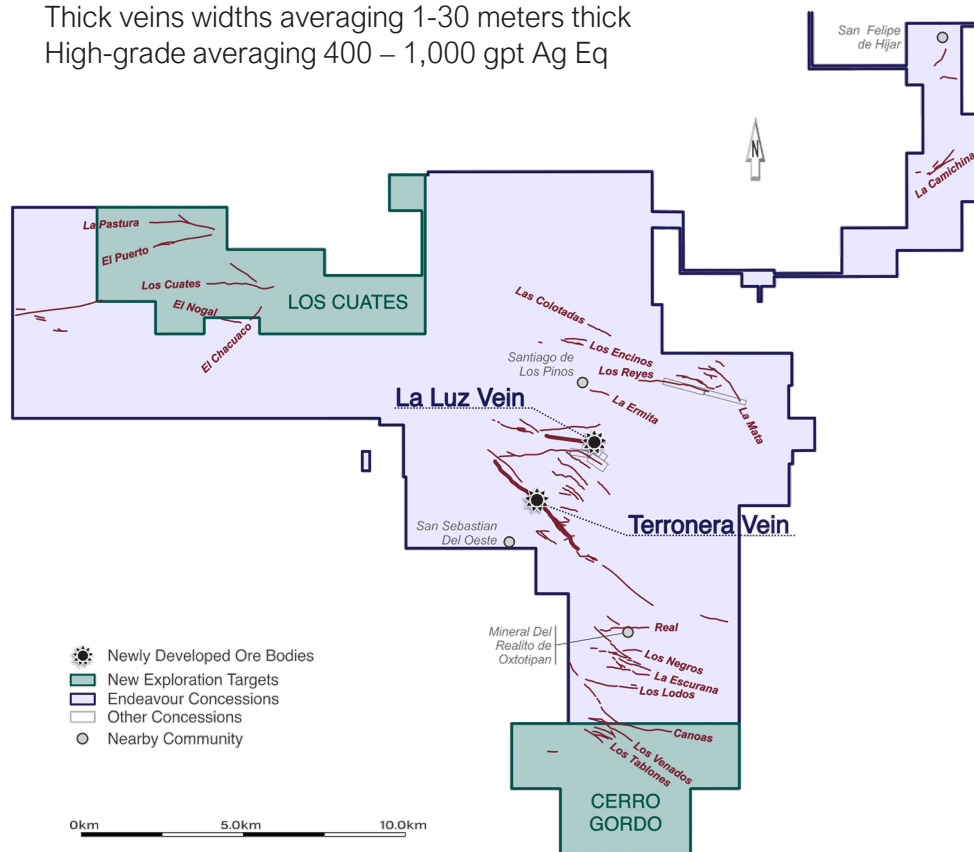 Thick veins widths averaging 1-30 meters thick
High-grade averaging 400 – 1,000 gpt Ag Eq
San Felipe
de Hijar
N
La Camichina
La Pastura
El Puerto
Los Cuates
LOS CUATES
El Nogal
El Chacuaco
Las Colotadas
Los Encinos
Santiago de
Los Pinos
Los Reyes
La Ermita
La Mata
La Luz Vein
Terronera Vein
San Sebastian
Del Oeste
Mineral Del
Realito de
Oxtotipan
Real
Los Negros
La Escurana
Los Lodos
Canoas
Los Venados
Los Tablones
CERRO
GORDO
Newly Developed Ore Bodies
New Exploration Targets
Endeavour Concessions
Other Concessions
Nearby Community
0km 5.0km 10.0km